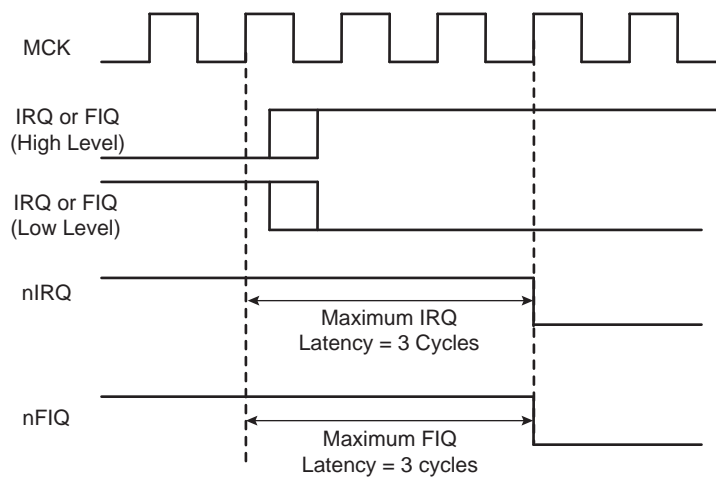 MCK
IRQ or FIQ
(High Level)
IRQ or FIQ
(Low Level)
nIRQ
Maximum IRQ
Latency = 3 Cycles
nFIQ
Maximum FIQ
Latency = 3 cycles